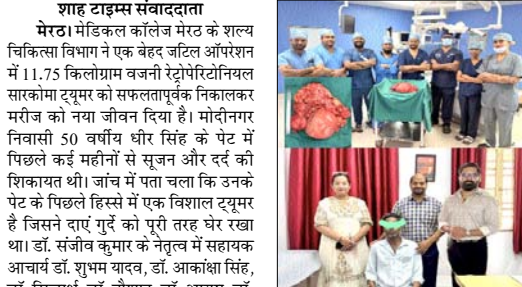 शाह टाइम्स संवाददाता
मेरठ। मेडिकल कॉलेज मेरठ के शल्य
चिकित्सा विभाग ने एक बेहद जटिल ऑपरेशन
में 11.75 किलोग्राम वजनी रेट्रोपेरिटोनियल
सारकोमा ट्यूमर को सफलतापूर्वक निकालकर
मरीज को नया जीवन दिया है। मोदीनगर
निवासी 50 वर्षीय धीर सिंह के पेट में
पिछले कई महीनों से सूजन और दर्द की
शिकायत थी। जांच में पता चला कि उनके
पेट के पिछले हिस्से में एक विशाल ट्यूमर
है जिसने दाएं गुर्दे को पूरी तरह घेर रखा
था। डॉ. संजीव कुमार के नेतृत्व में सहायक
आचार्य डॉ. शुभम यादव, डॉ. आकांक्षा सिंह,